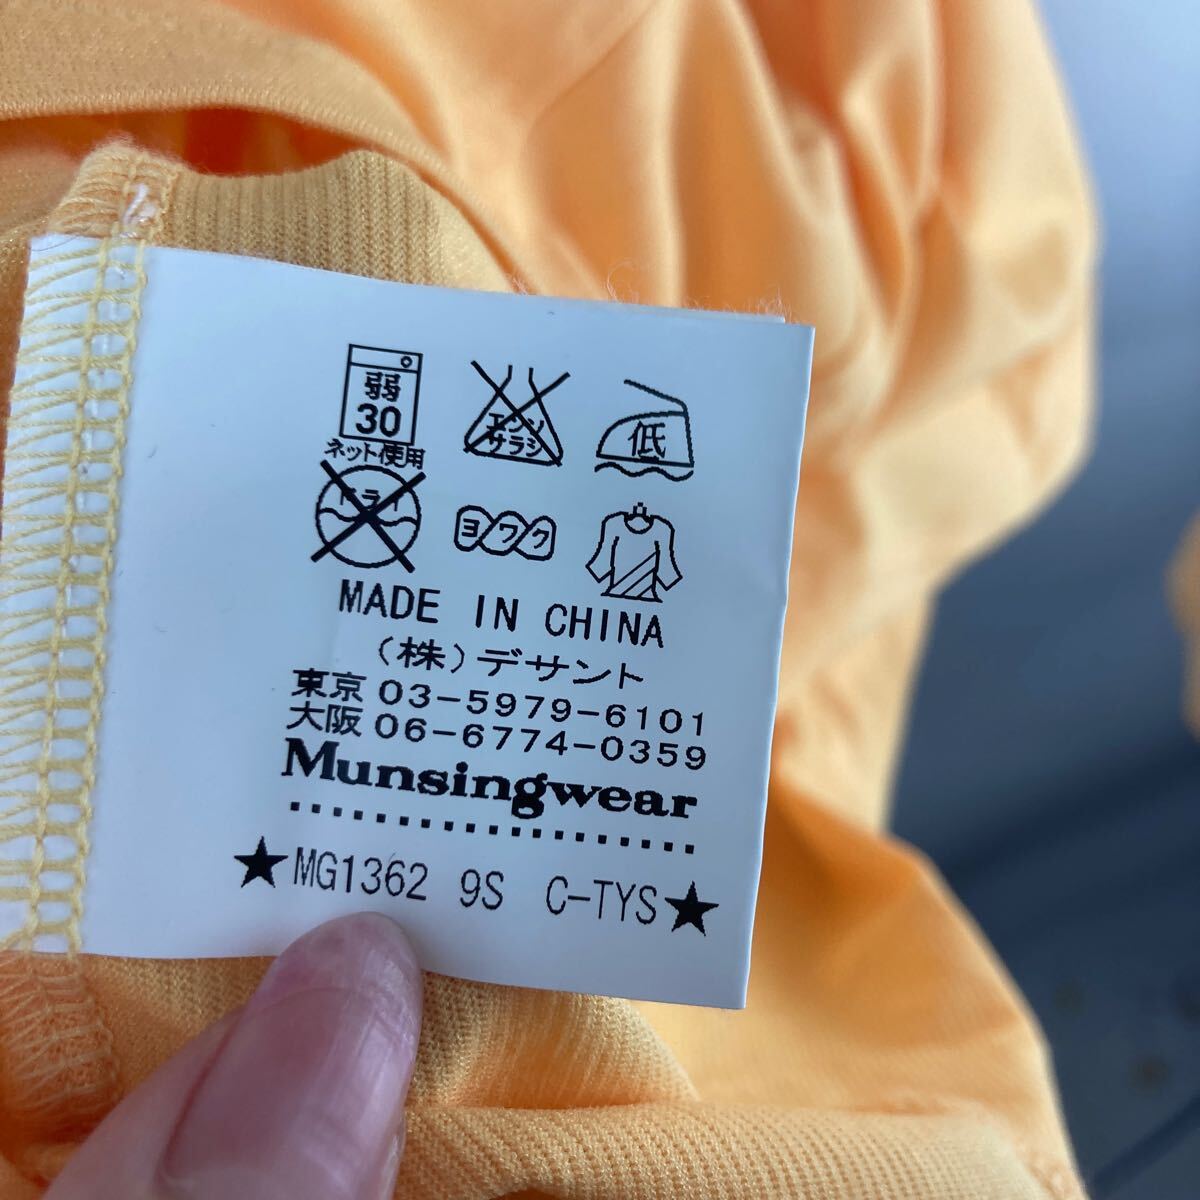 弱
30
ネット使用
エンソ
サラシ
低
ドライ
ヨワク
MADE IN CHINA
(株)デサント
東京 03-5979-6101
大阪 06-6774-0359
Munsingwear
★MG1362 9S C-TYS★